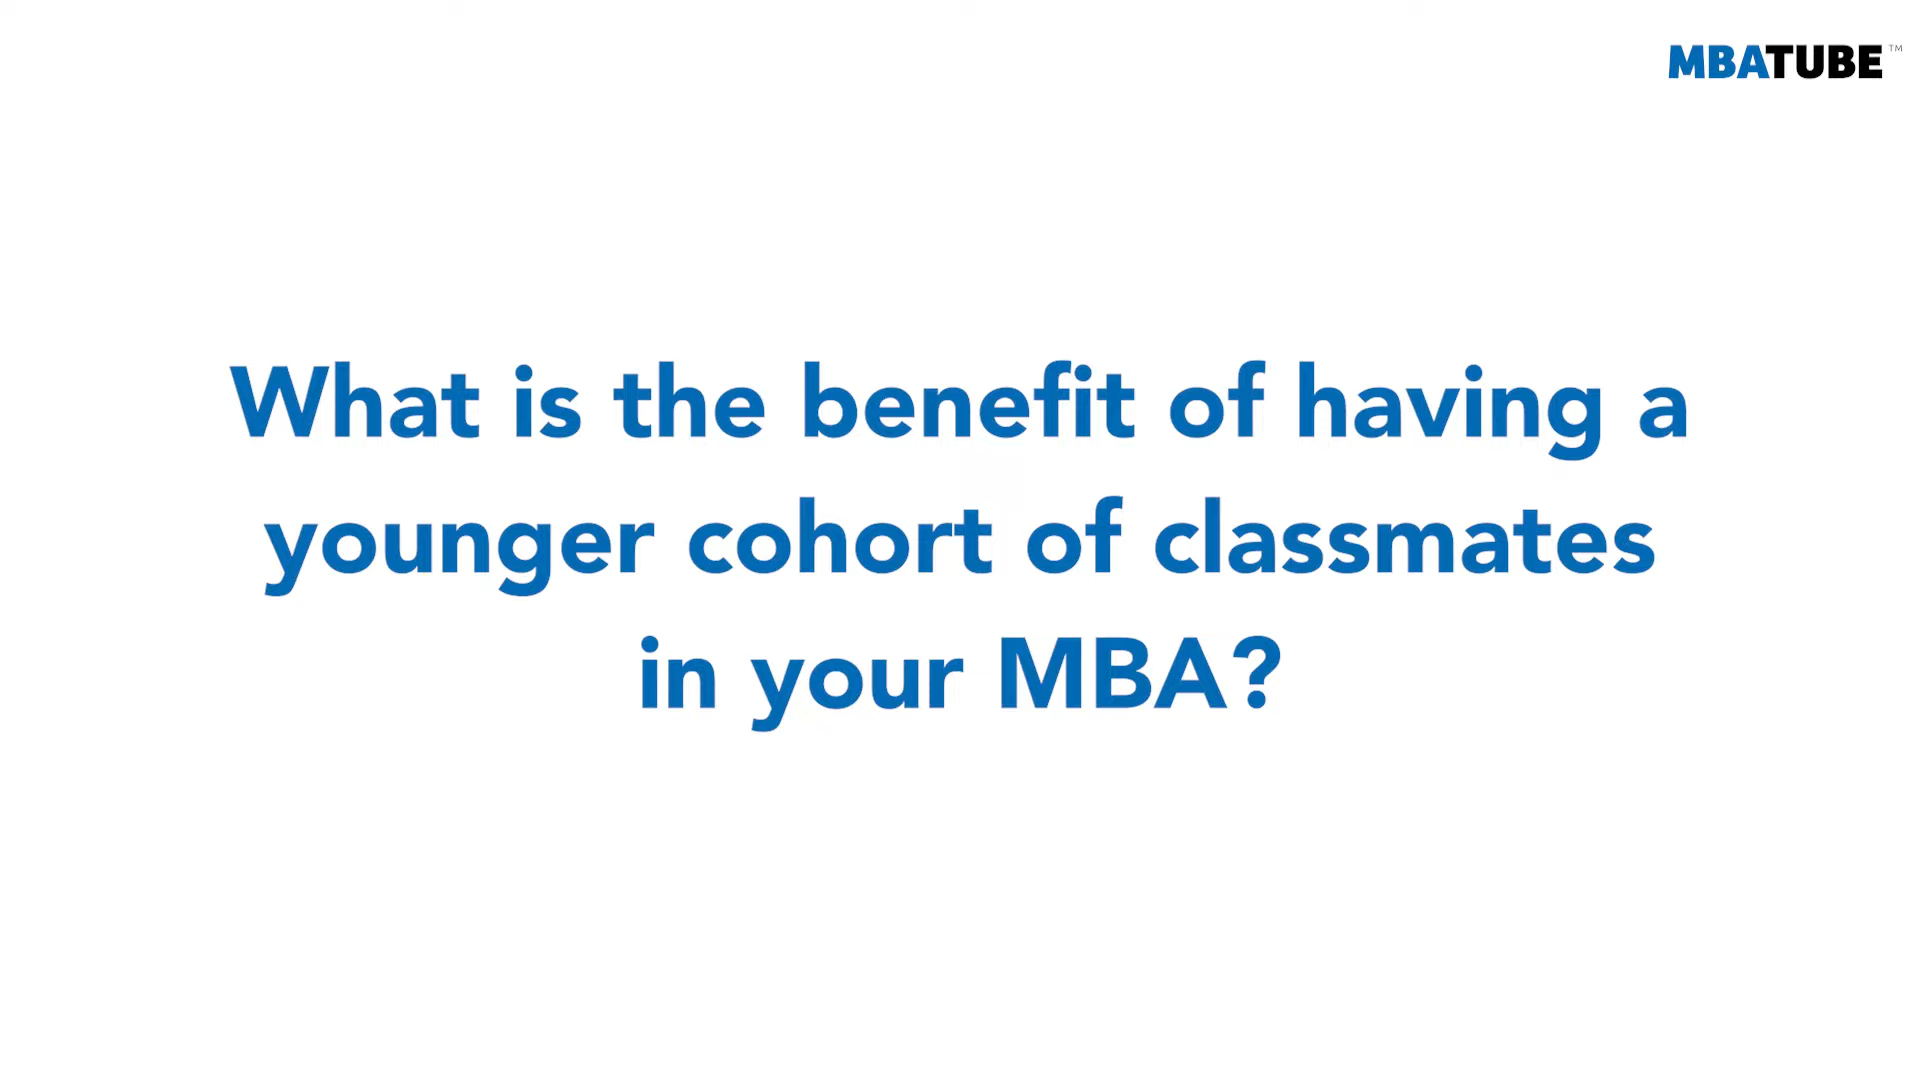 MBATUBE™
What is the benefit of having a
younger cohort of classmates
in your MBA?